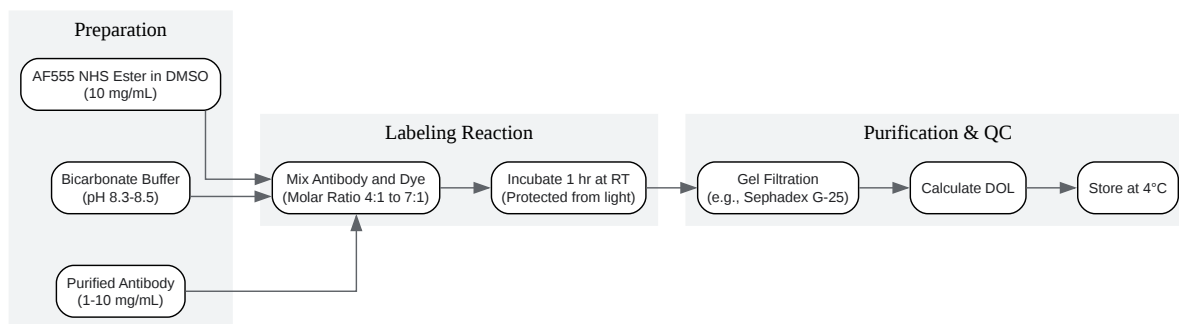 Preparation
AF555 NHS Ester in DMSO
(10 mg/mL)
Bicarbonate Buffer
(pH 8.3-8.5)
Purified Antibody
(1-10 mg/mL)
Labeling Reaction
Mix Antibody and Dye
(Molar Ratio 4:1 to 7:1)
Incubate 1 hr at RT
(Protected from light)
Purification & QC
Gel Filtration
(e.g., Sephadex G-25)
Calculate DOL
Store at 4°C